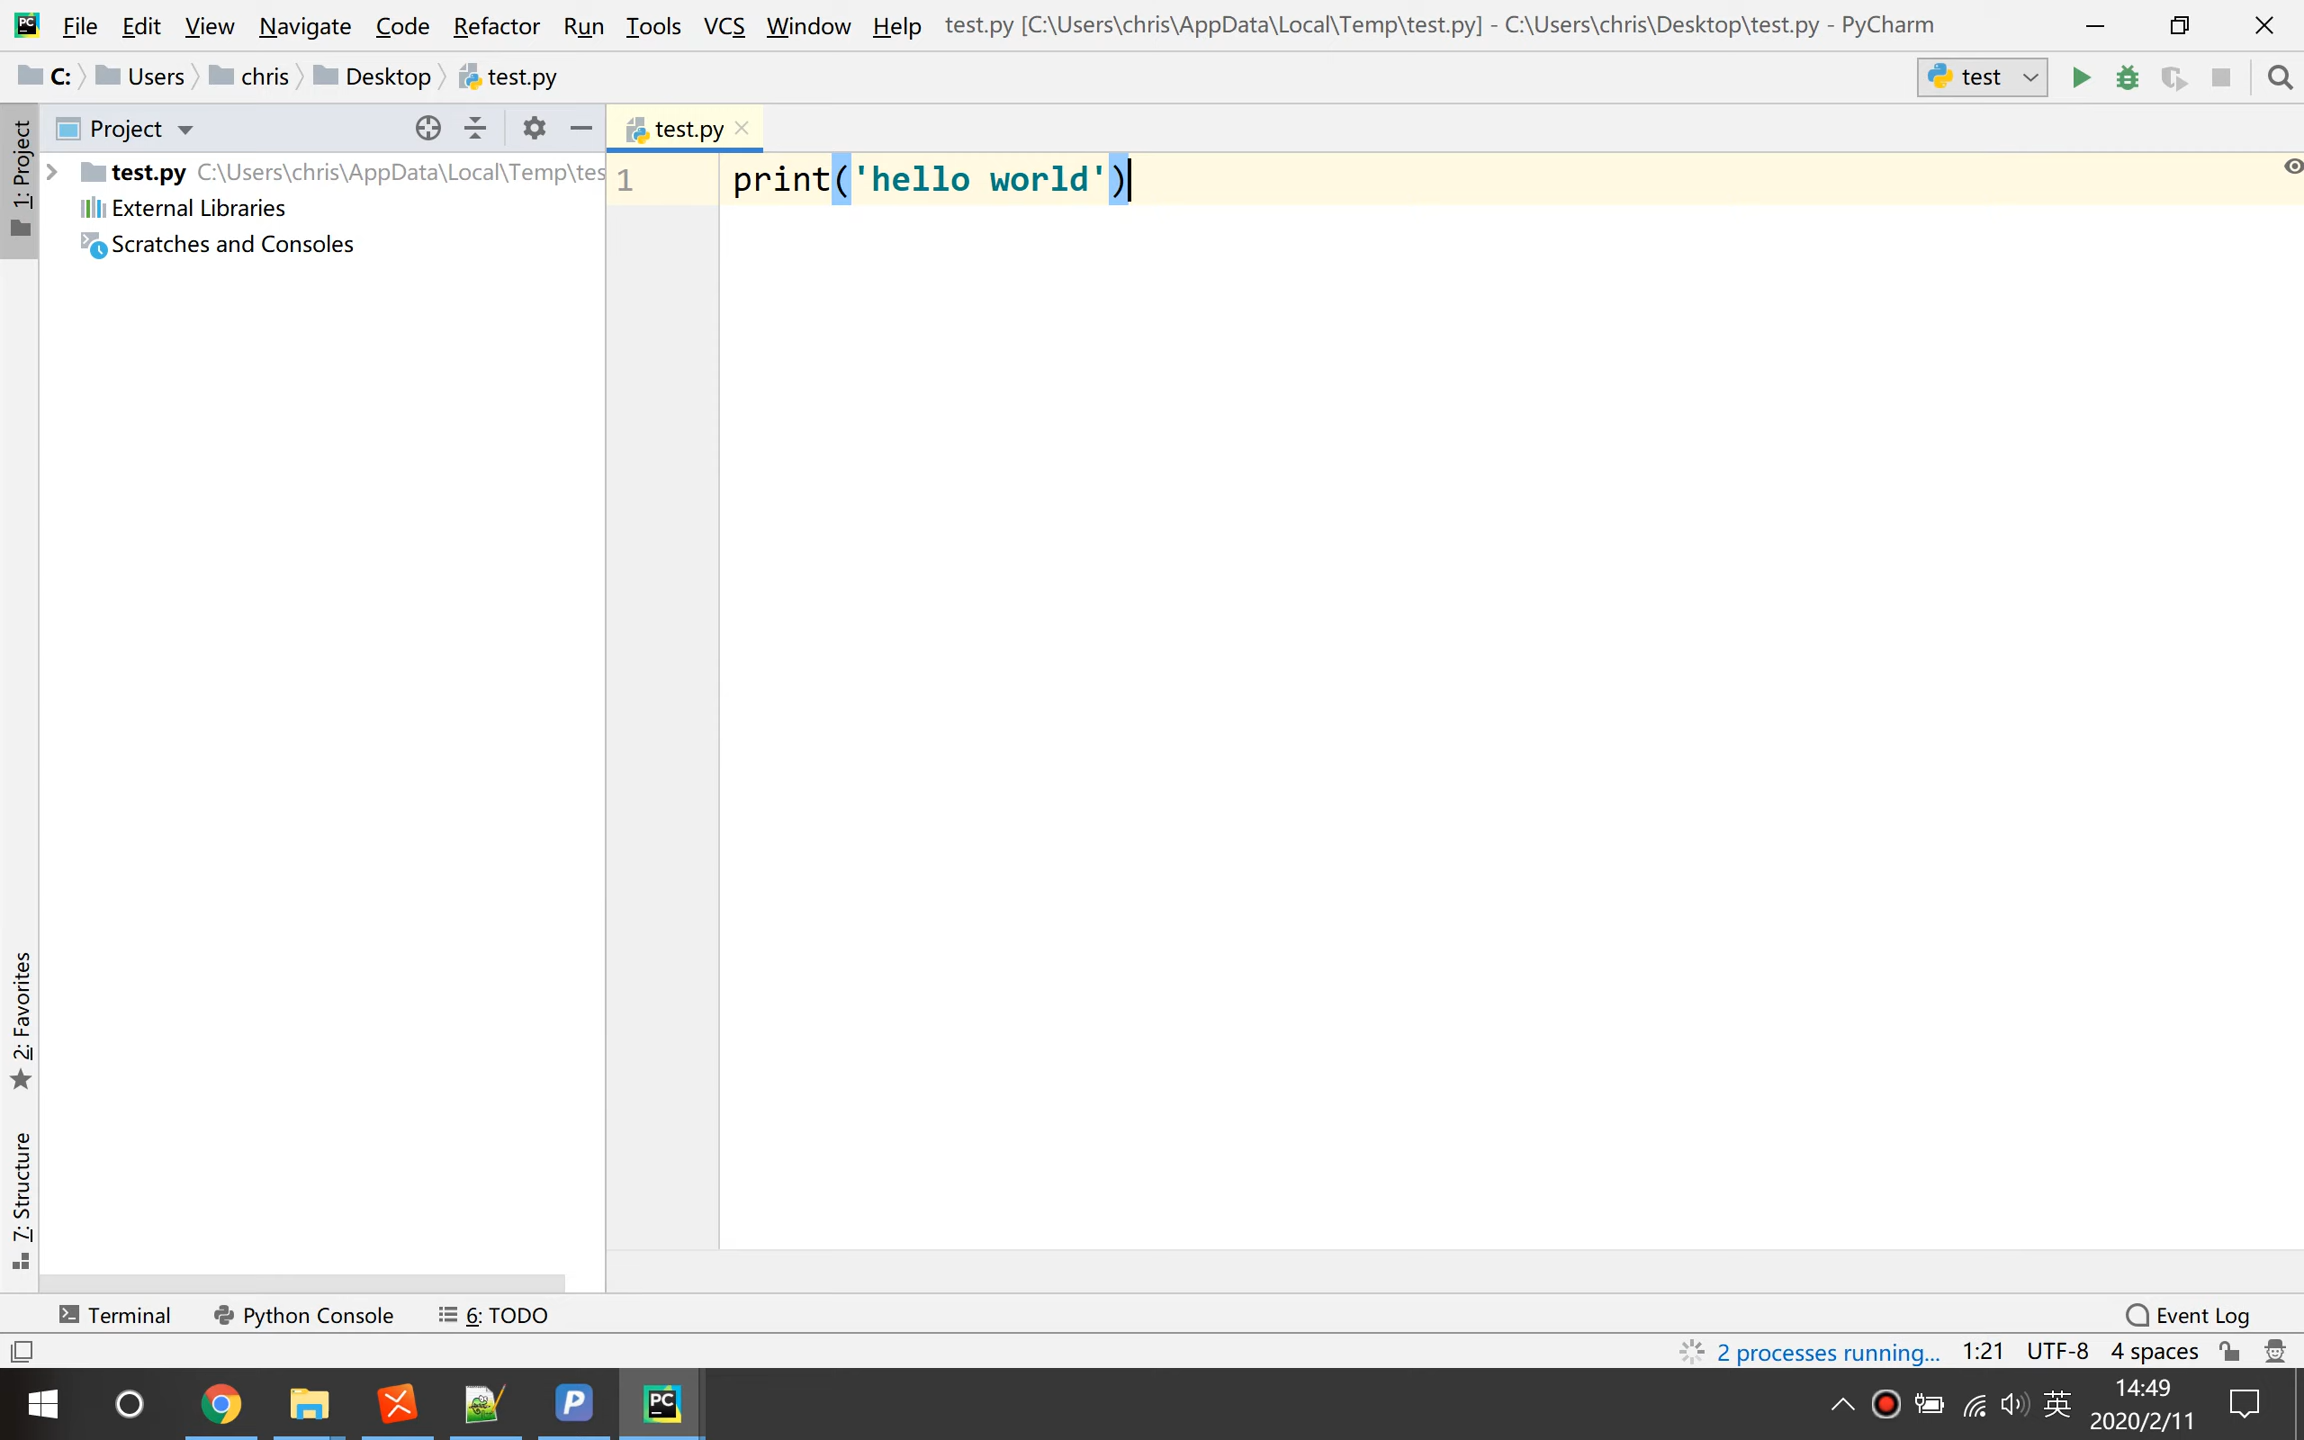 File Edit View Navigate Code Refactor Run Tools VCS Window Help test.py [C:\Users\chris\AppData\Local\Temp\test.py] - C:\Users\chris\Desktop\test.py - PyCharm
C: Users chris Desktop test.py test
1: Project
Project
test.py
test.py C:\Users\chris\AppData\Local\Temp\tes
External Libraries
Scratches and Consoles
1 print('hello world')
2: Favorites
7: Structure
Terminal Python Console 6: TODO Event Log
2 processes running... 1:21 UTF-8 4 spaces
PC
英
14:49
2020/2/11